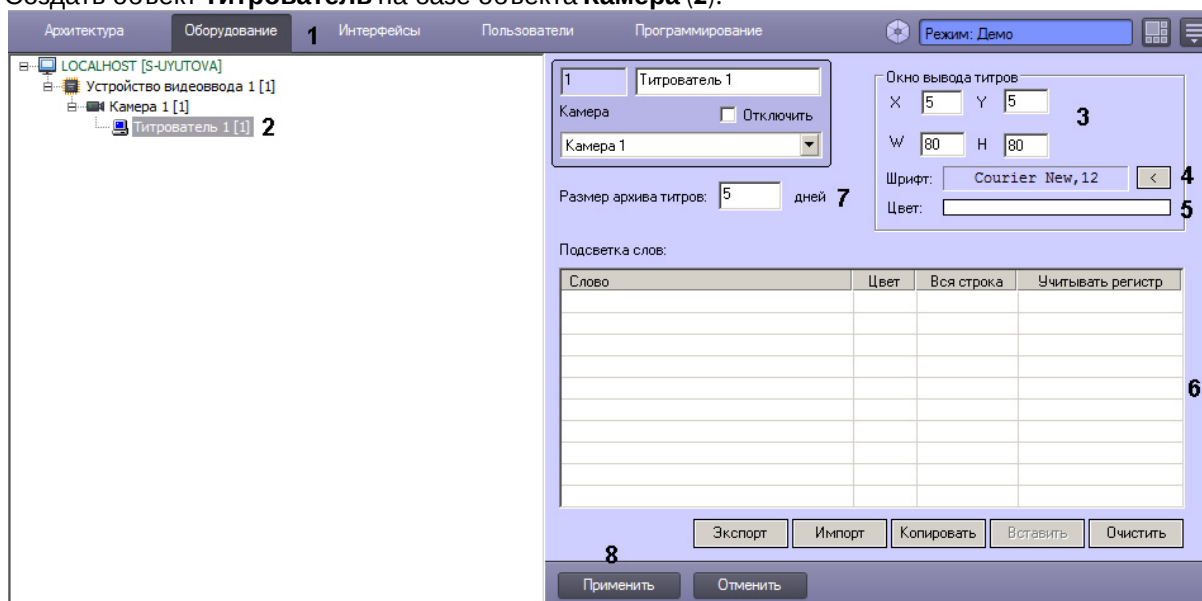 Создать объект Титрователь на базе объекта Камера (2).
Архитектура Оборудование 1 Интерфейсы Пользователи Программирование Режим: Демо
LOCALHOST [S-UYUTOVA]
Устройство видеоввода 1 [1]
Камера 1 [1]
Титрователь 1 [1] 2
1 Титрователь 1
Камера Отключить
Камера 1
Размер архива титров: 5 дней 7
Окно вывода титров
X 5 Y 5 3
W 80 H 80
Шрифт: Courier New,12 < 4
Цвет: 5
Подсветка слов:
Слово Цвет Вся строка Учитывать регистр
6
Экспорт Импорт Копировать Вставить Очистить
8
Применить Отменить